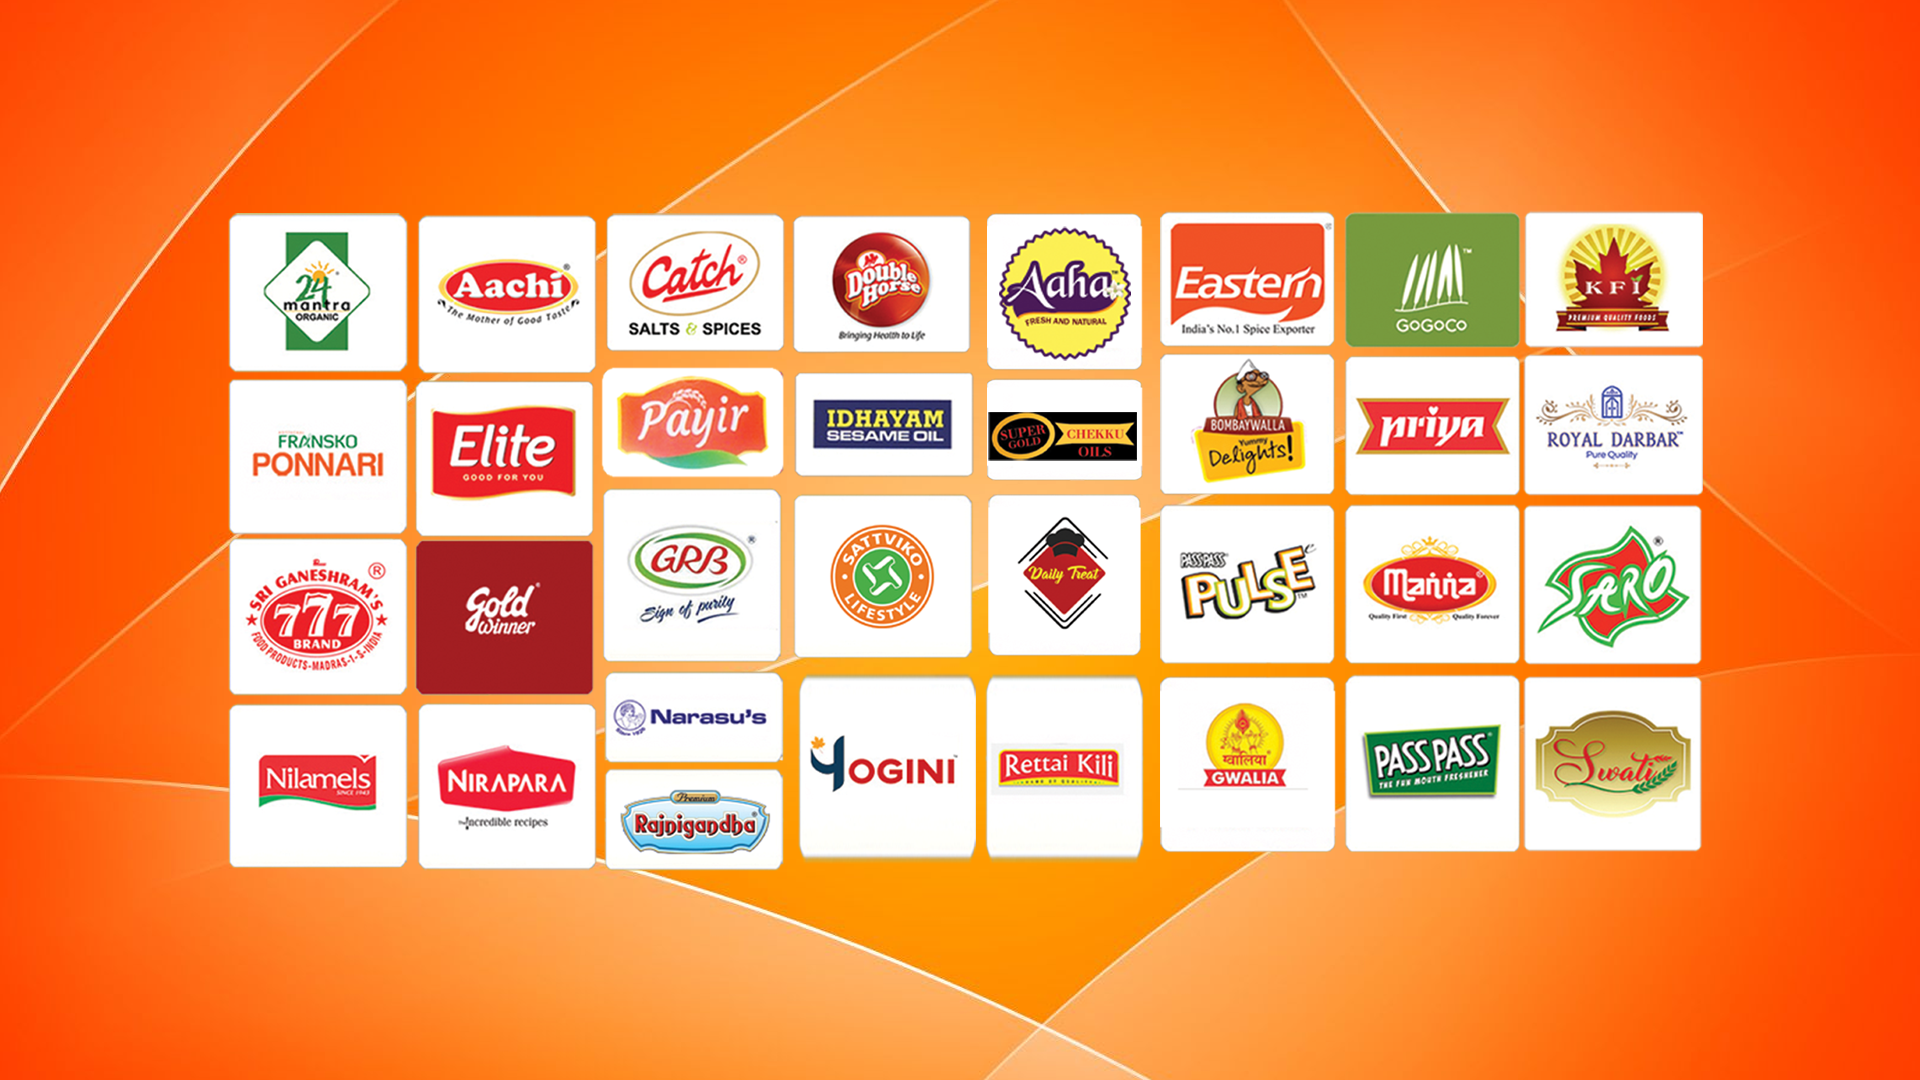 24
mantra
ORGANIC
Aachi
The Mother of Good Taste
Catch
SALTS & SPICES
Double
Horse
Bringing Health to Life
Aaha
FRESH AND NATURAL
Eastern
India's No.1 Spice Exporter
GOGOCO
KFI
PREMIUM QUALITY FOODS
FRANSKO
PONNARI
Elite
GOOD FOR YOU
Payir
IDHAYAM
SESAME OIL
SUPER
GOLD
CHEKKU
OILS
BOMBAYWALLA
Yummy
Delights!
Priya
ROYAL DARBAR
Pure Quality
SRI GANESHRAM'S
777
BRAND
FOOD PRODUCTS-MADRAS-1-S-INDIA
Gold
Winner
GRB
Sign of purity
SATTVIKO
LIFESTYLE
Daily Treat
PASSPASS
PULSE
Manna
Quality First Quality Forever
SARO
Nilamels
SINCE 1943
NIRAPARA
incredible recipes
Narasu's
Since 1926
Premium
Rajnigandha
YOGINI
Rettai Kili
ग्वालिया
GWALIA
PASS PASS
THE FUN MOUTH FRESHENER
Swati